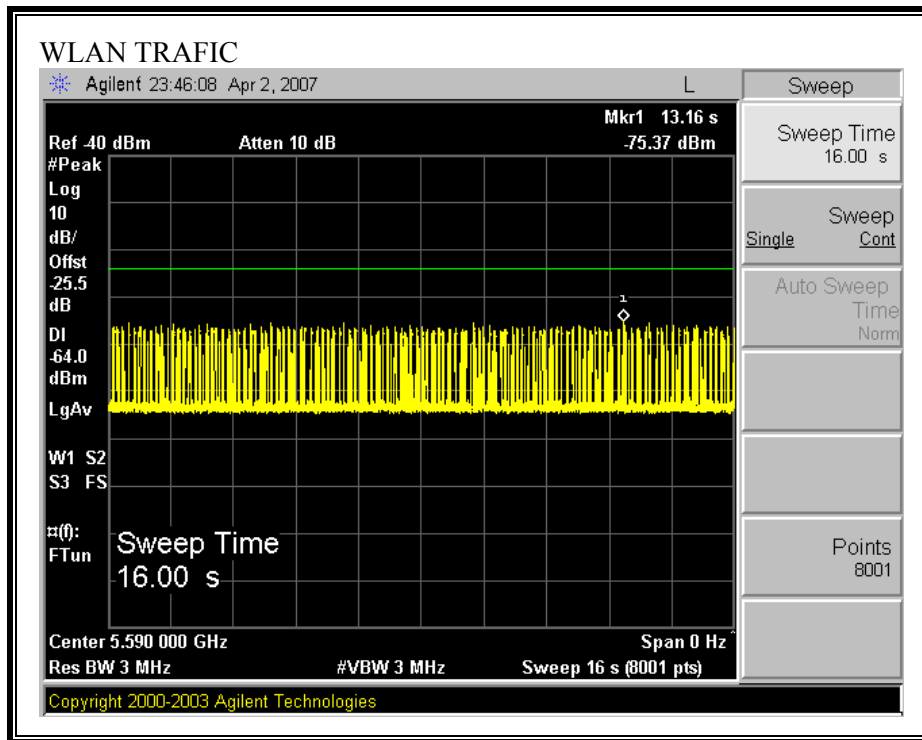 WLAN TRAFIC
Agilent 23:46:08 Apr 2, 2007 L
Sweep
Mkr1 13.16 s
Ref -40 dBm Atten 10 dB -75.37 dBm
#Peak
Log
10
dB/
Offst
-25.5
dB
DI
-64.0
dBm
LgAv
W1 S2
S3 FS
¤(f):
FTun
1
Sweep Time
16.00 s
Center 5.590 000 GHz Span 0 Hz^
Res BW 3 MHz #VBW 3 MHz Sweep 16 s (8001 pts)
Copyright 2000-2003 Agilent Technologies
Sweep Time
16.00 s
Sweep
Single Cont
Auto Sweep
Time
Norm
Points
8001